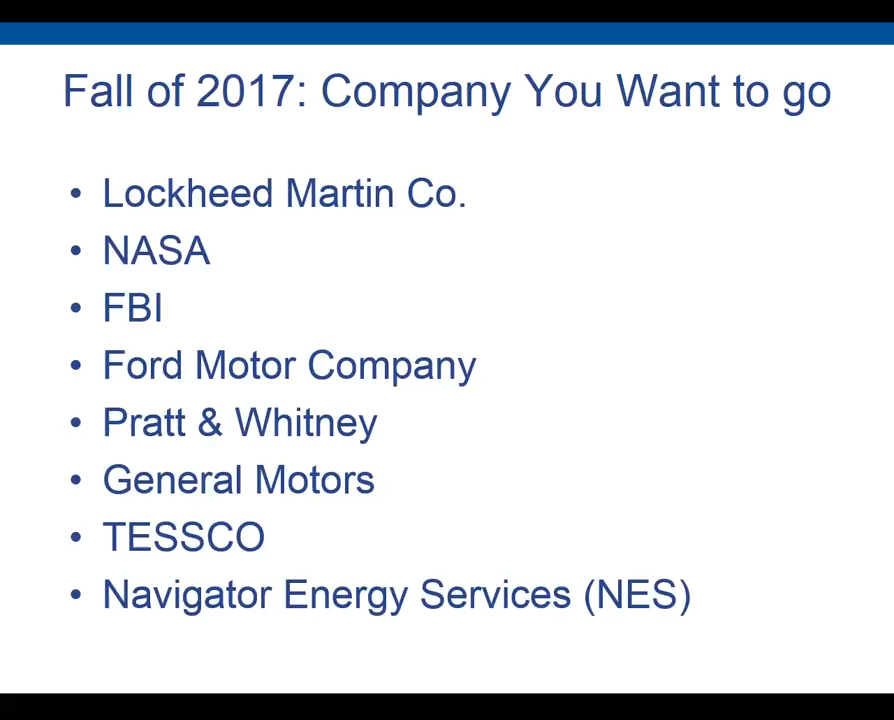 Fall of 2017: Company You Want to go
• Lockheed Martin Co.
• NASA
• FBI
• Ford Motor Company
• Pratt & Whitney
• General Motors
• TESSCO
• Navigator Energy Services (NES)